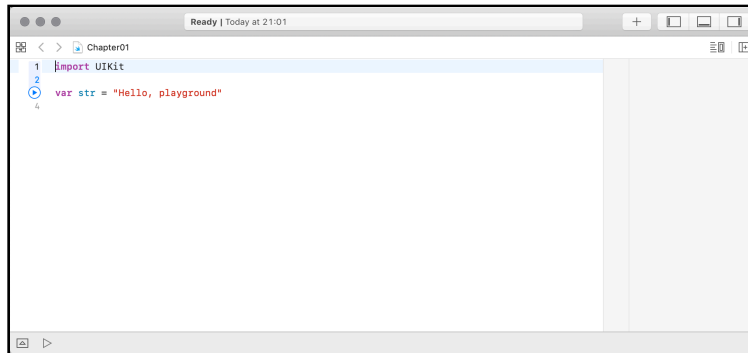 Ready | Today at 21:01
Chapter01
1 import UIKit
2
var str = "Hello, playground"
4